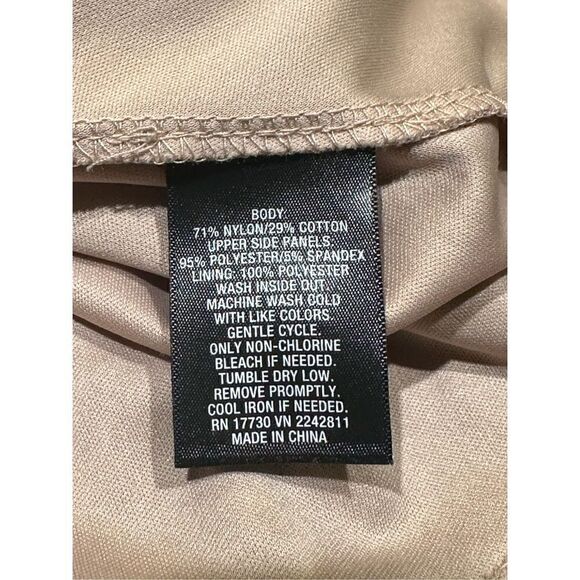 BODY
71% NYLON/29% COTTON
UPPER SIDE PANELS
95% POLYESTER/5% SPANDEX
LINING: 100% POLYESTER
WASH INSIDE OUT.
MACHINE WASH COLD
WITH LIKE COLORS
GENTLE CYCLE.
ONLY NON-CHLORINE
BLEACH IF NEEDED.
TUMBLE DRY LOW.
REMOVE PROMPTLY.
COOL IRON IF NEEDED.
RN 17730 VN 2242811
MADE IN CHINA